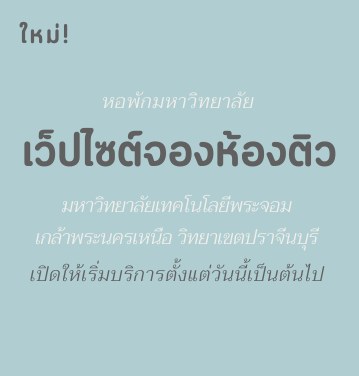 ใหม่!
หอพักมหาวิทยาลัย
เว็ปไซต์จองห้องติว
มหาวิทยาลัยเทคโนโลยีพระจอม
เกล้าพระนครเหนือ วิทยาเขตปราจีนบุรี
เปิดให้เริ่มบริการตั้งแต่วันนี้เป็นต้นไป